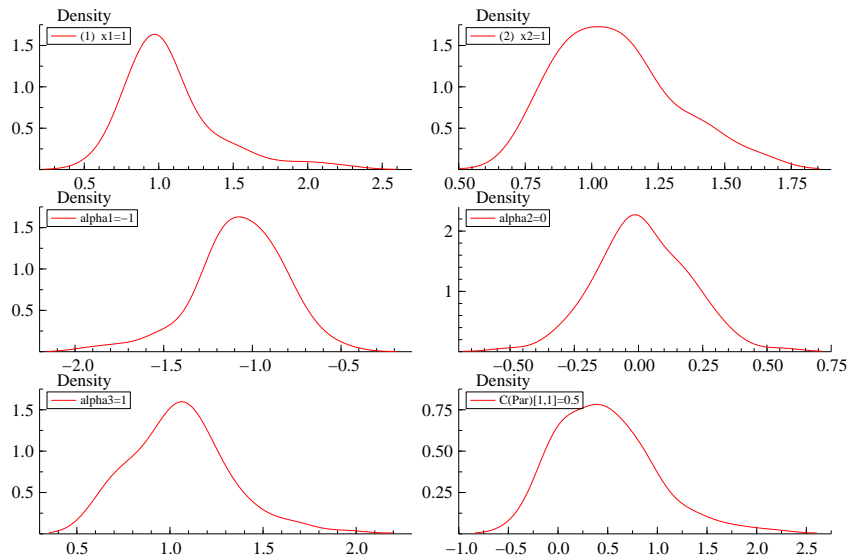 Density
(1) x1=1
1.5
1.0
0.5
0.5 1.0 1.5 2.0 2.5
Density
(2) x2=1
1.5
1.0
0.5
0.50 0.75 1.00 1.25 1.50 1.75
Density
alpha1=−1
1.5
1.0
0.5
−2.0 −1.5 −1.0 −0.5
Density
alpha2=0
2
1
−0.50 −0.25 0.00 0.25 0.50 0.75
Density
alpha3=1
1.5
1.0
0.5
0.5 1.0 1.5 2.0
Density
C(Par)[1,1]=0.5
0.75
0.50
0.25
−1.0 −0.5 0.0 0.5 1.0 1.5 2.0 2.5